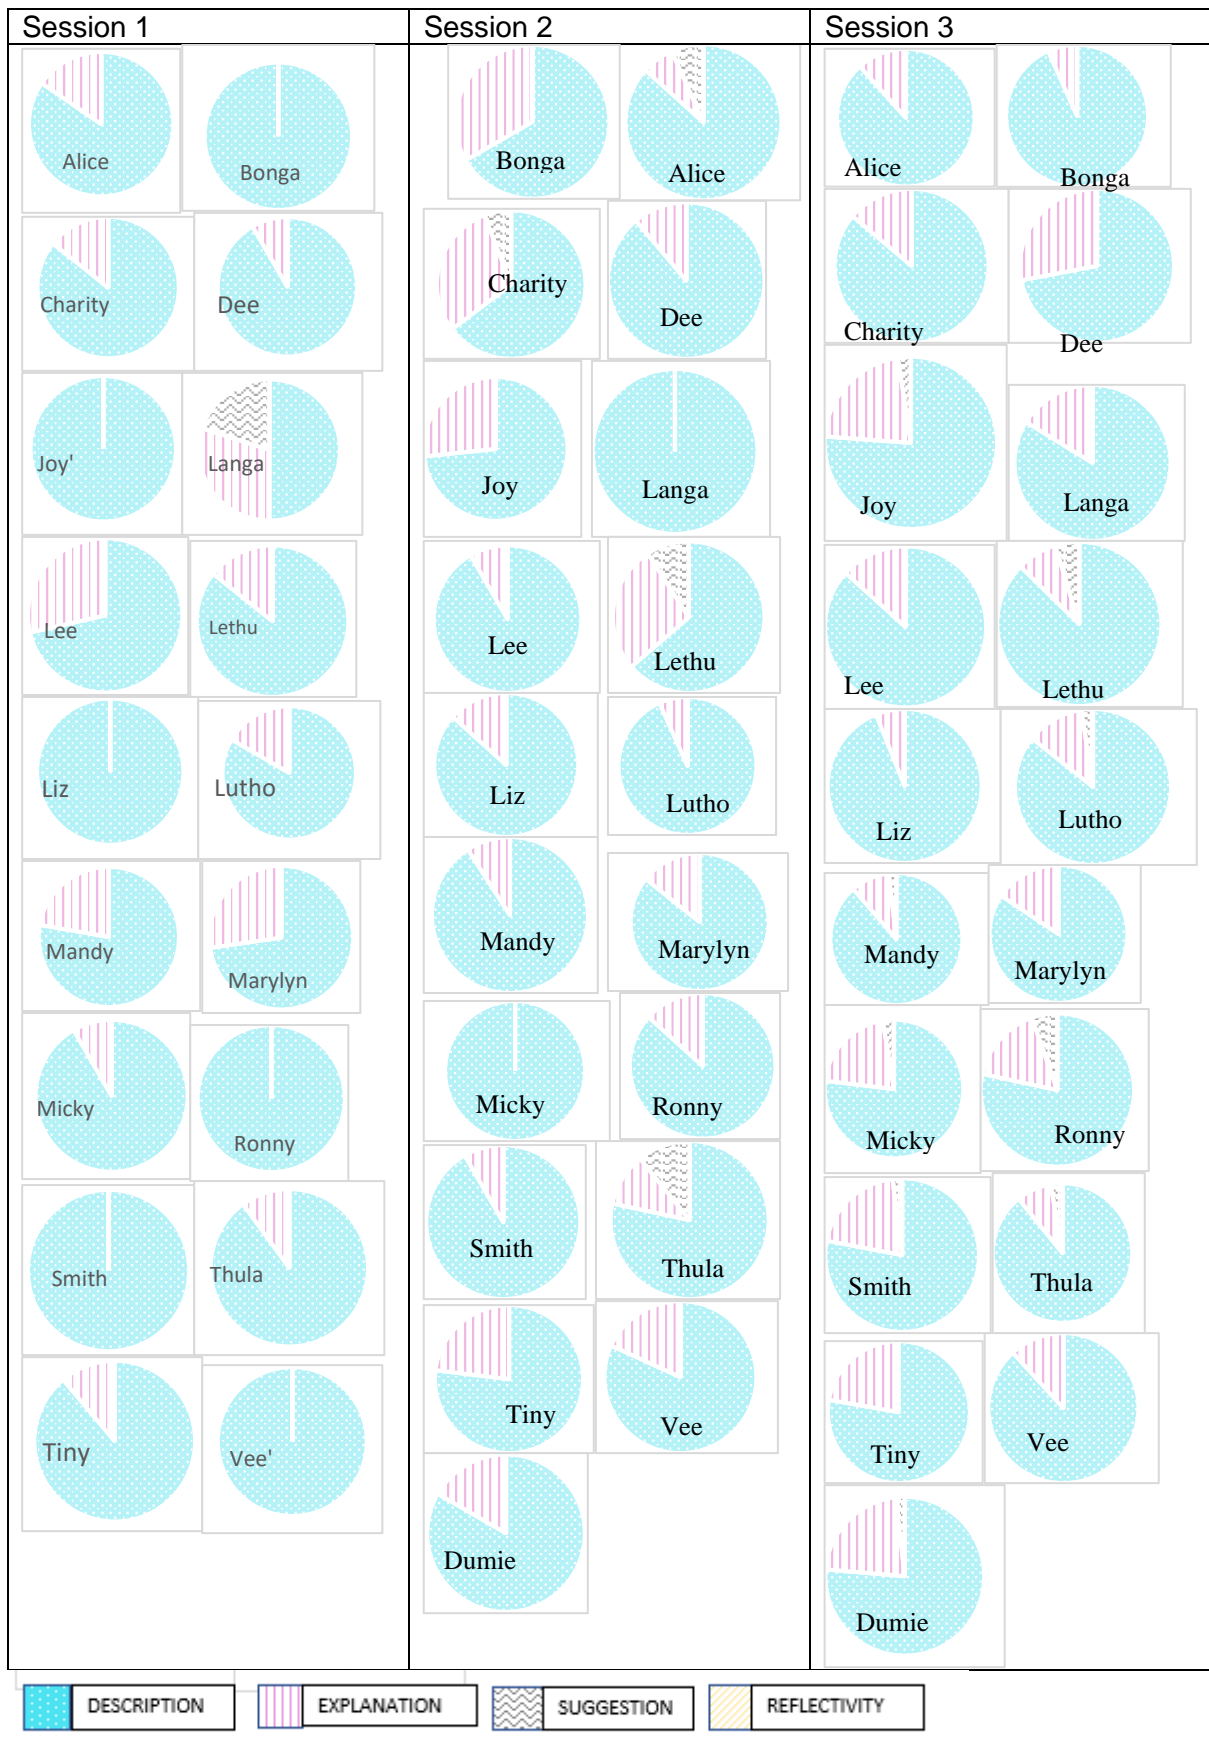 Session 1
Session 2
Session 3
Alice
Bonga
Charity
Dee
Joy'
Langa
Lee
Lethu
Liz
Lutho
Mandy
Marylyn
Micky
Ronny
Smith
Thula
Tiny
Vee'
Bonga
Alice
Charity
Dee
Joy
Langa
Lee
Lethu
Liz
Lutho
Mandy
Marylyn
Micky
Ronny
Smith
Thula
Tiny
Vee
Dumie
Alice
Bonga
Charity
Dee
Joy
Langa
Lee
Lethu
Liz
Lutho
Mandy
Marylyn
Micky
Ronny
Smith
Thula
Tiny
Vee
Dumie
DESCRIPTION
EXPLANATION
SUGGESTION
REFLECTIVITY